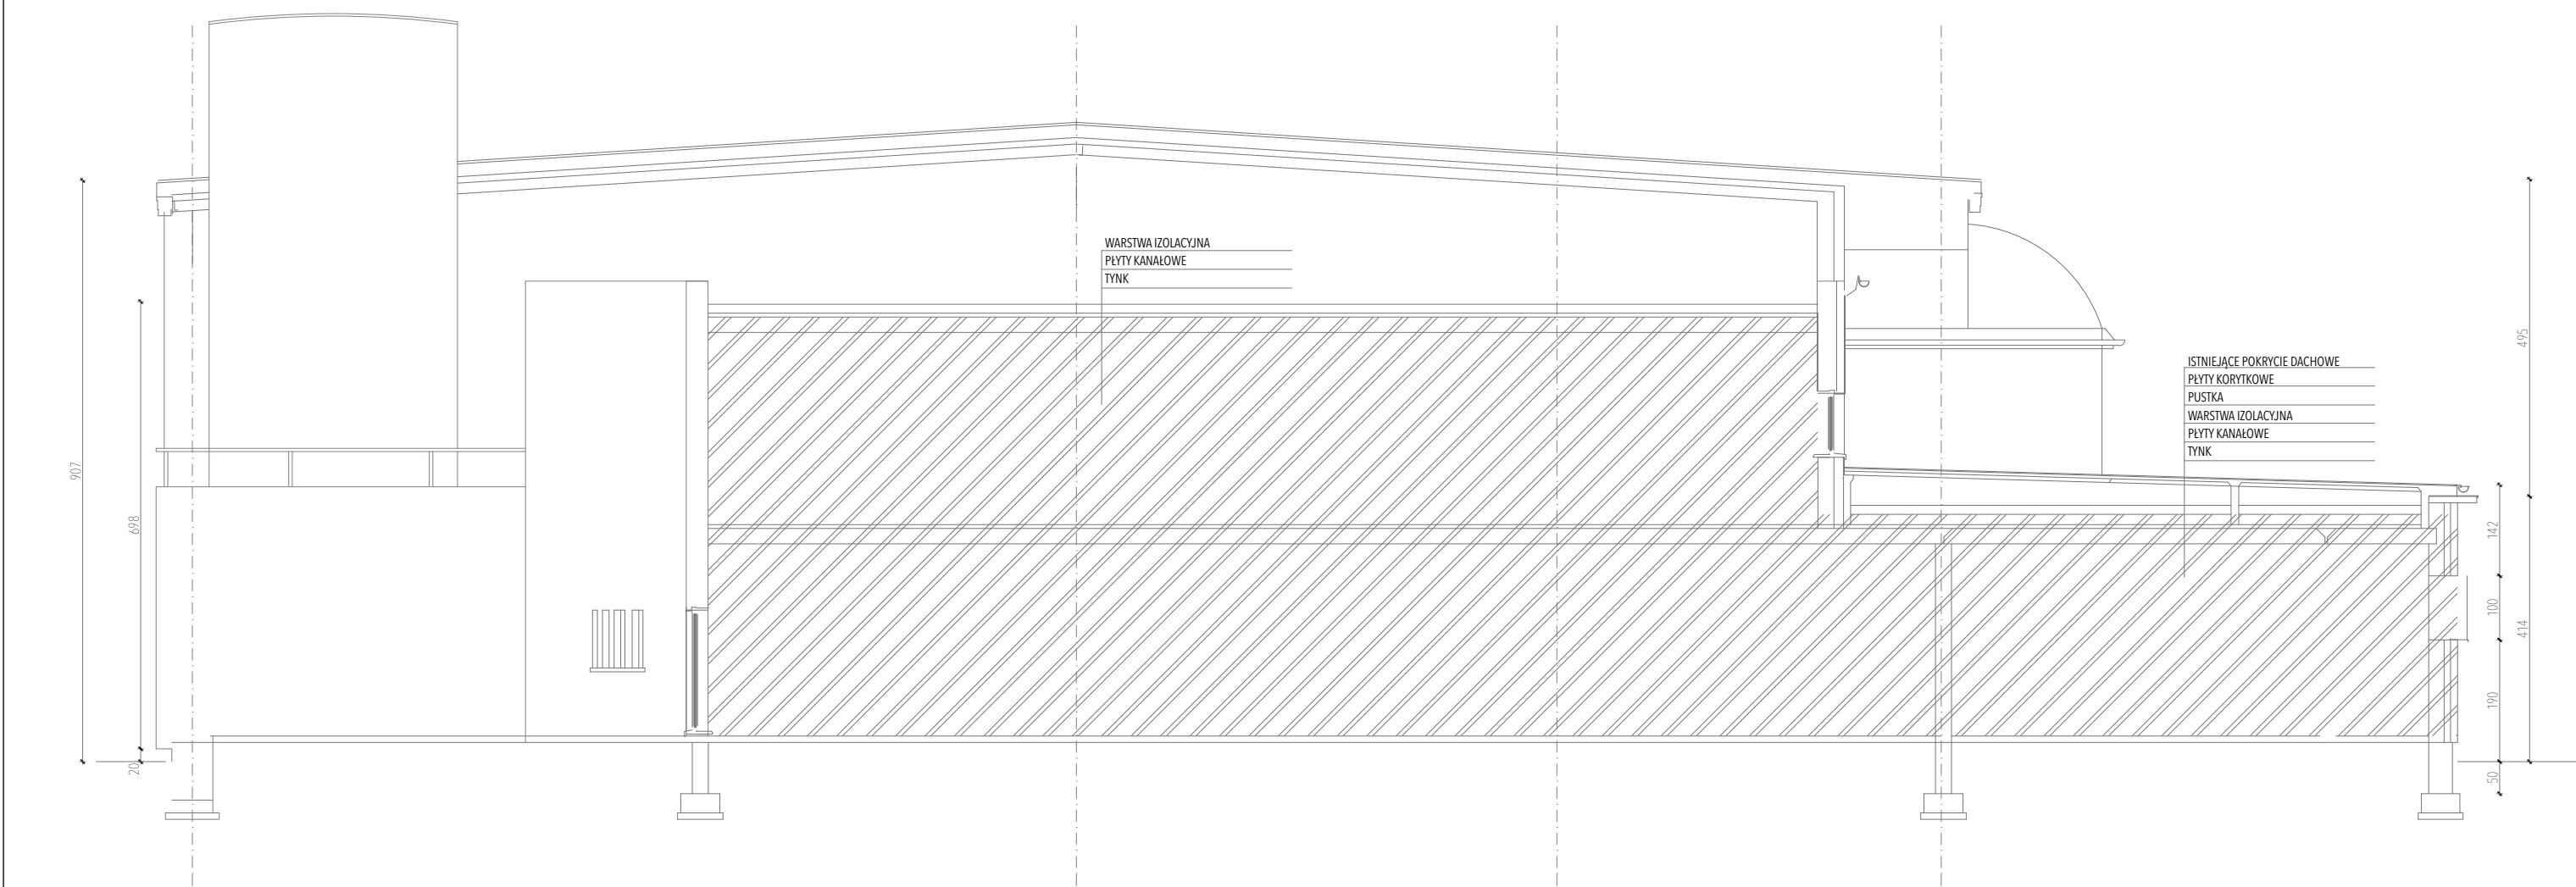 WARSTWA IZOLACYJNA
PŁYTY KANAŁOWE
TYNK
ISTNIEJĄCE POKRYCIE DACHOWE
PŁYTY KORYTKOWE
PUSTKA
WARSTWA IZOLACYJNA
PŁYTY KANAŁOWE
TYNK
907
698
20
495
414
142
100
190
50